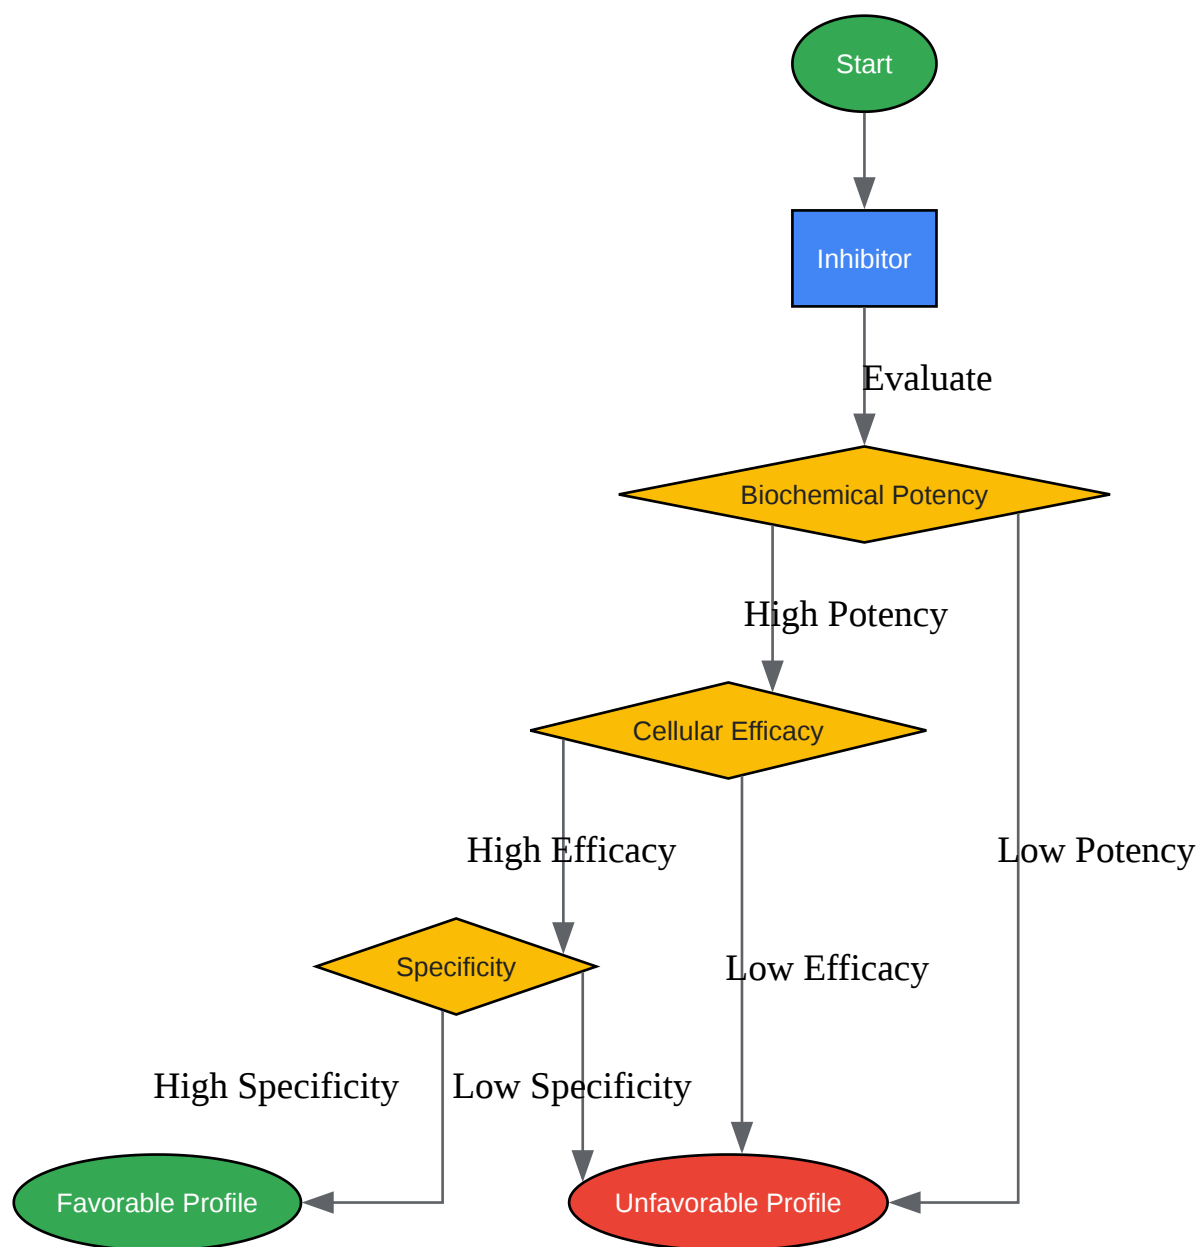 Start
Inhibitor
Evaluate
Biochemical Potency
High Potency
Cellular Efficacy
High Efficacy
Low Potency
Specificity
Low Efficacy
High Specificity
Low Specificity
Favorable Profile
Unfavorable Profile